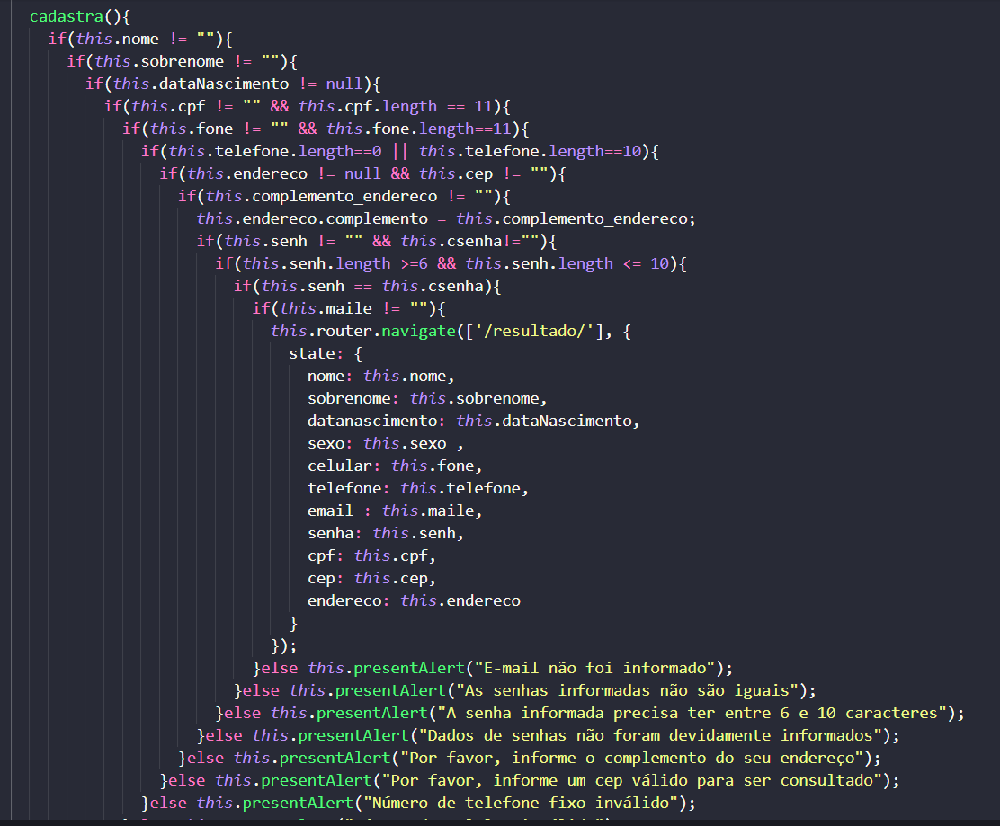 cadastra(){
if(this.nome != ""){
if(this.sobrenome != ""){
if(this.dataNascimento != null){
if(this.cpf != "" && this.cpf.length == 11){
if(this.fone != "" && this.fone.length==11){
if(this.telefone.length==0 || this.telefone.length==10){
if(this.endereco != null && this.cep != ""){
if(this.complemento_endereco != ""){
this.endereco.complemento = this.complemento_endereco;
if(this.senh != "" && this.csenha!=""){
if(this.senh.length >=6 && this.senh.length <= 10){
if(this.senh == this.csenha){
if(this.maile != ""){
this.router.navigate(['/resultado/'], {
state: {
nome: this.nome,
sobrenome: this.sobrenome,
datanascimento: this.dataNascimento,
sexo: this.sexo ,
celular: this.fone,
telefone: this.telefone,
email : this.maile,
senha: this.senh,
cpf: this.cpf,
cep: this.cep,
endereco: this.endereco
}
});
}else this.presentAlert("E-mail não foi informado");
}else this.presentAlert("As senhas informadas não são iguais");
}else this.presentAlert("A senha informada precisa ter entre 6 e 10 caracteres");
}else this.presentAlert("Dados de senhas não foram devidamente informados");
}else this.presentAlert("Por favor, informe o complemento do seu endereço");
}else this.presentAlert("Por favor, informe um cep válido para ser consultado");
}else this.presentAlert("Número de telefone fixo inválido");